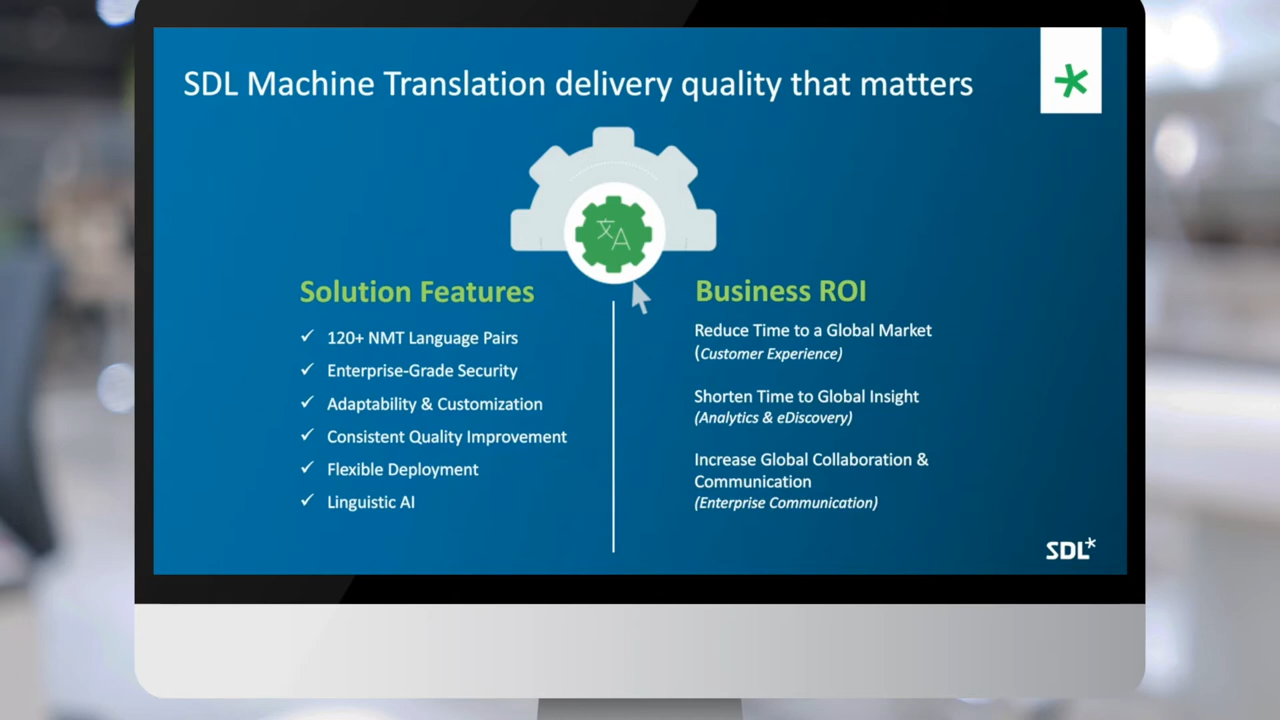 SDL Machine Translation delivery quality that matters
文A
Solution Features
✓ 120+ NMT Language Pairs
✓ Enterprise-Grade Security
✓ Adaptability & Customization
✓ Consistent Quality Improvement
✓ Flexible Deployment
✓ Linguistic AI
Business ROI
Reduce Time to a Global Market
(Customer Experience)
Shorten Time to Global Insight
(Analytics & eDiscovery)
Increase Global Collaboration &
Communication
(Enterprise Communication)
SDL*